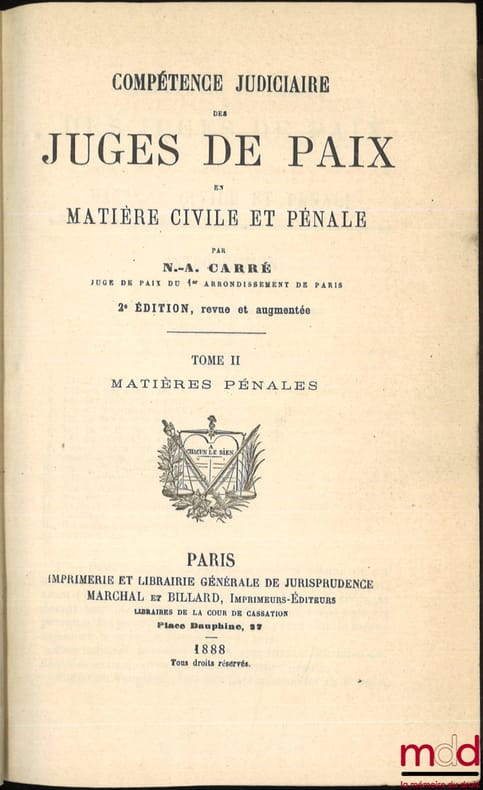 COMPÉTENCE JUDICIAIRE
DES
JUGES DE PAIX
EN
MATIÈRE CIVILE ET PÉNALE
PAR
N.-A. CARRÉ
JUGE DE PAIX DU 1er ARRONDISSEMENT DE PARIS
2e ÉDITION, revue et augmentée
TOME II
MATIÈRES PÉNALES
A
CHACUN LE SIEN
PARIS
IMPRIMERIE ET LIBRAIRIE GÉNÉRALE DE JURISPRUDENCE
MARCHAL ET BILLARD, IMPRIMEURS-ÉDITEURS
LIBRAIRES DE LA COUR DE CASSATION
Place Dauphine, 27
1888
Tous droits réservés.
mdd
la mémoire du droit